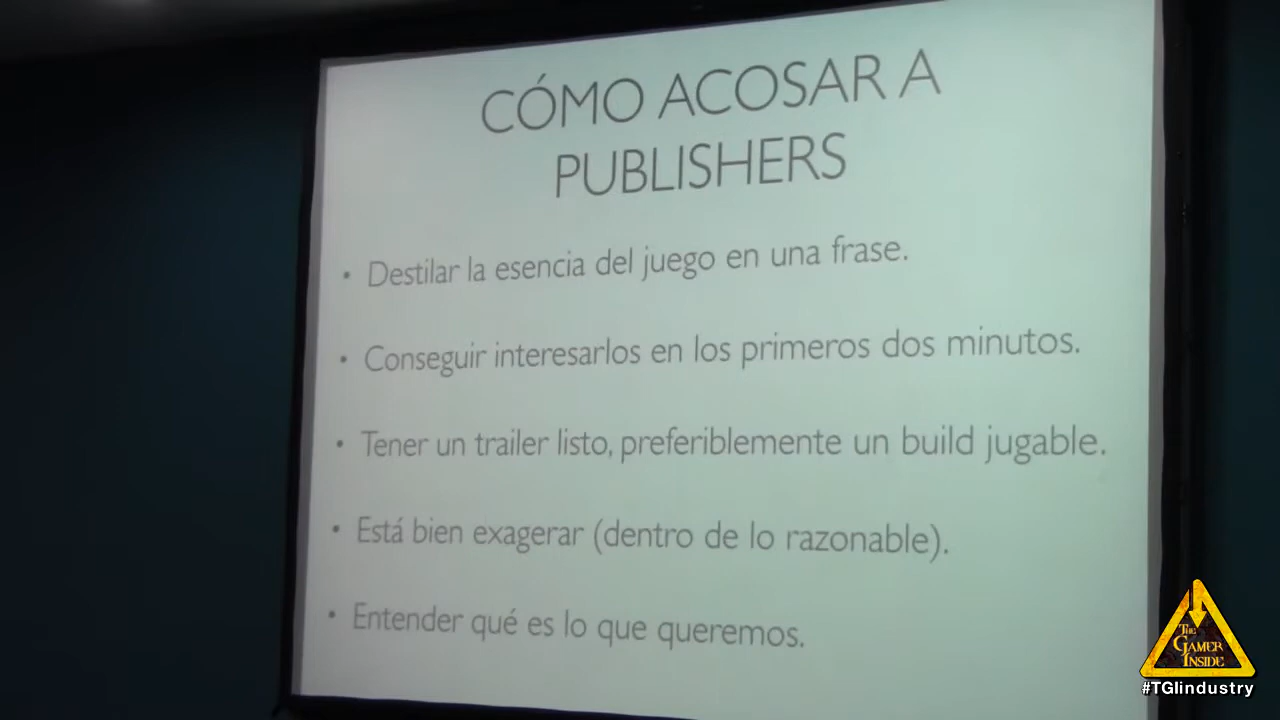 CÓMO ACOSAR A
PUBLISHERS
• Destilar la esencia del juego en una frase.
• Conseguir interesarlos en los primeros dos minutos.
• Tener un trailer listo, preferiblemente un build jugable.
• Está bien exagerar (dentro de lo razonable).
• Entender qué es lo que queremos.
THE
GAMER
INSIDE
#TGIindustry